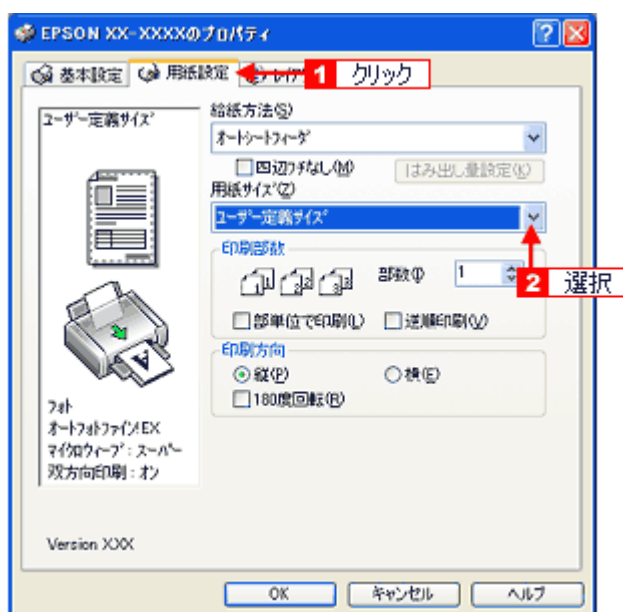 EPSON XX-XXXXのプロパティ
基本設定 用紙設定 1 クリック
ユーザー定義サイズ
給紙方法(S)
オートシートフィーダ
四辺フチなし(M) はみ出し量設定(K)
用紙サイズ(Z)
ユーザー定義サイズ
印刷部数
部数(I) 1
2 選択
部単位で印刷(L) 逆順印刷(V)
印刷方向
縦(P) 横(E)
180度回転(R)
フォト
オートフォトファイン!EX
マイクロウィーブ : スーパー
双方向印刷 : オン
Version XXX
OK キャンセル ヘルプ